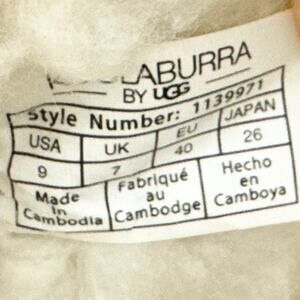 LABURRA
BY UGG
Style Number: 1139971
USA UK EU JAPAN
9 7 40 26
Made in Cambodia
Fabriqué au Cambodge
Hecho en Camboya